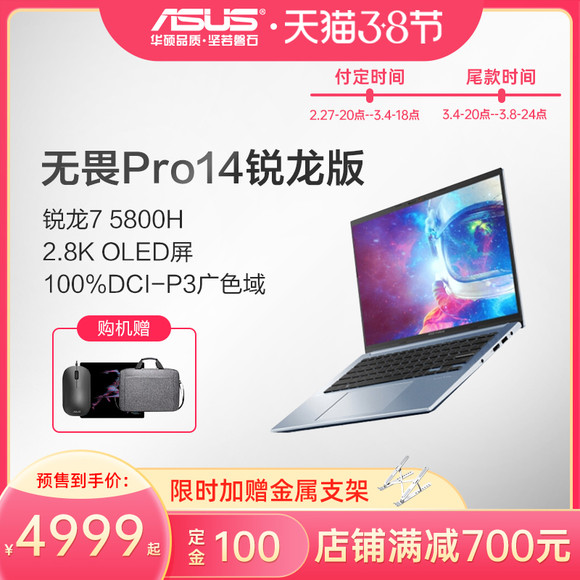 ASUS
华硕品质·坚若磐石
天猫3.8节
付定时间
尾款时间
2.27-20点--3.4-18点
3.4-20点--3.8-24点
无畏Pro14锐龙版
锐龙7 5800H
2.8K OLED屏
100%DCI-P3广色域
购机赠
限时加赠金属支架
预售到手价：
¥4999起
定金100
店铺满减700元